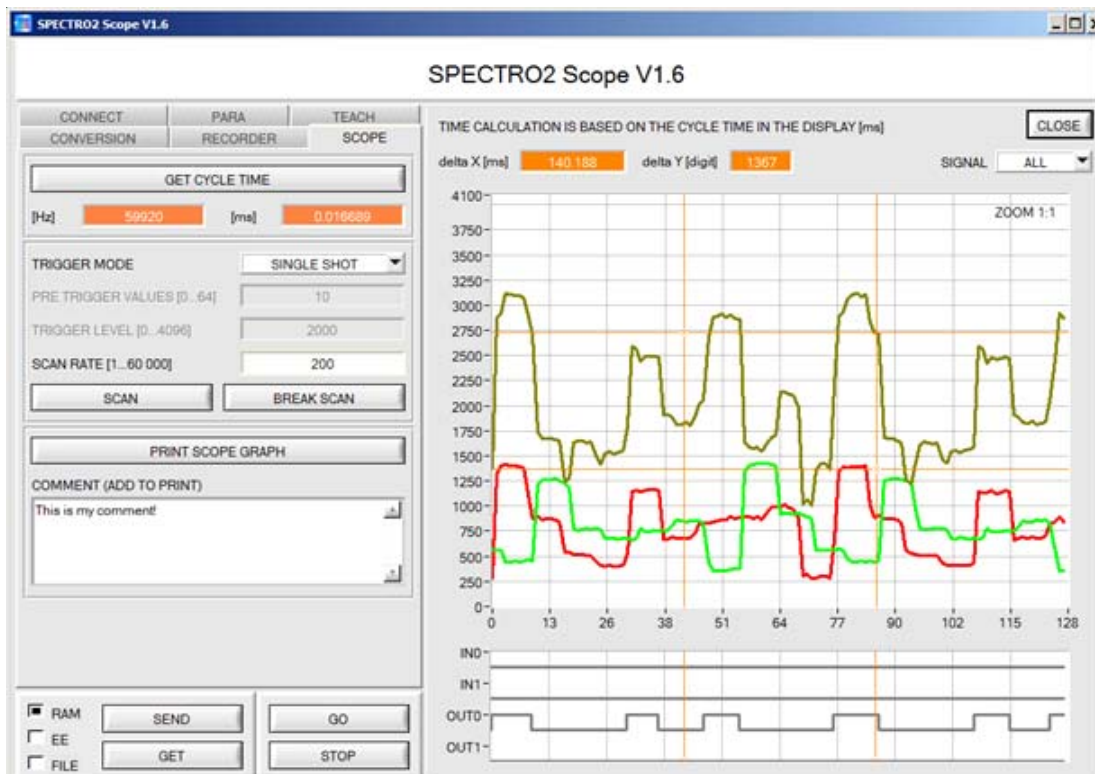 SPECTRO2 Scope V1.6
SPECTRO2 Scope V1.6
CONNECT PARA TEACH
CONVERSION RECORDER SCOPE
GET CYCLE TIME
[Hz] 59920 [ms] 0.016689
TRIGGER MODE SINGLE SHOT
PRE TRIGGER VALUES [0..64] 10
TRIGGER LEVEL [0..4096] 2000
SCAN RATE [1...60 000] 200
SCAN BREAK SCAN
PRINT SCOPE GRAPH
COMMENT (ADD TO PRINT)
This is my comment!
RAM
EE
FILE
SEND GO
GET STOP
TIME CALCULATION IS BASED ON THE CYCLE TIME IN THE DISPLAY [ms]
CLOSE
delta X [ms] 140.188 delta Y [digit] 1367 SIGNAL ALL
ZOOM 1:1
4100
3750
3500
3250
3000
2750
2500
2250
2000
1750
1500
1250
1000
750
500
250
0
0 13 26 38 51 64 77 90 102 115 128
IN0
IN1
OUT0
OUT1